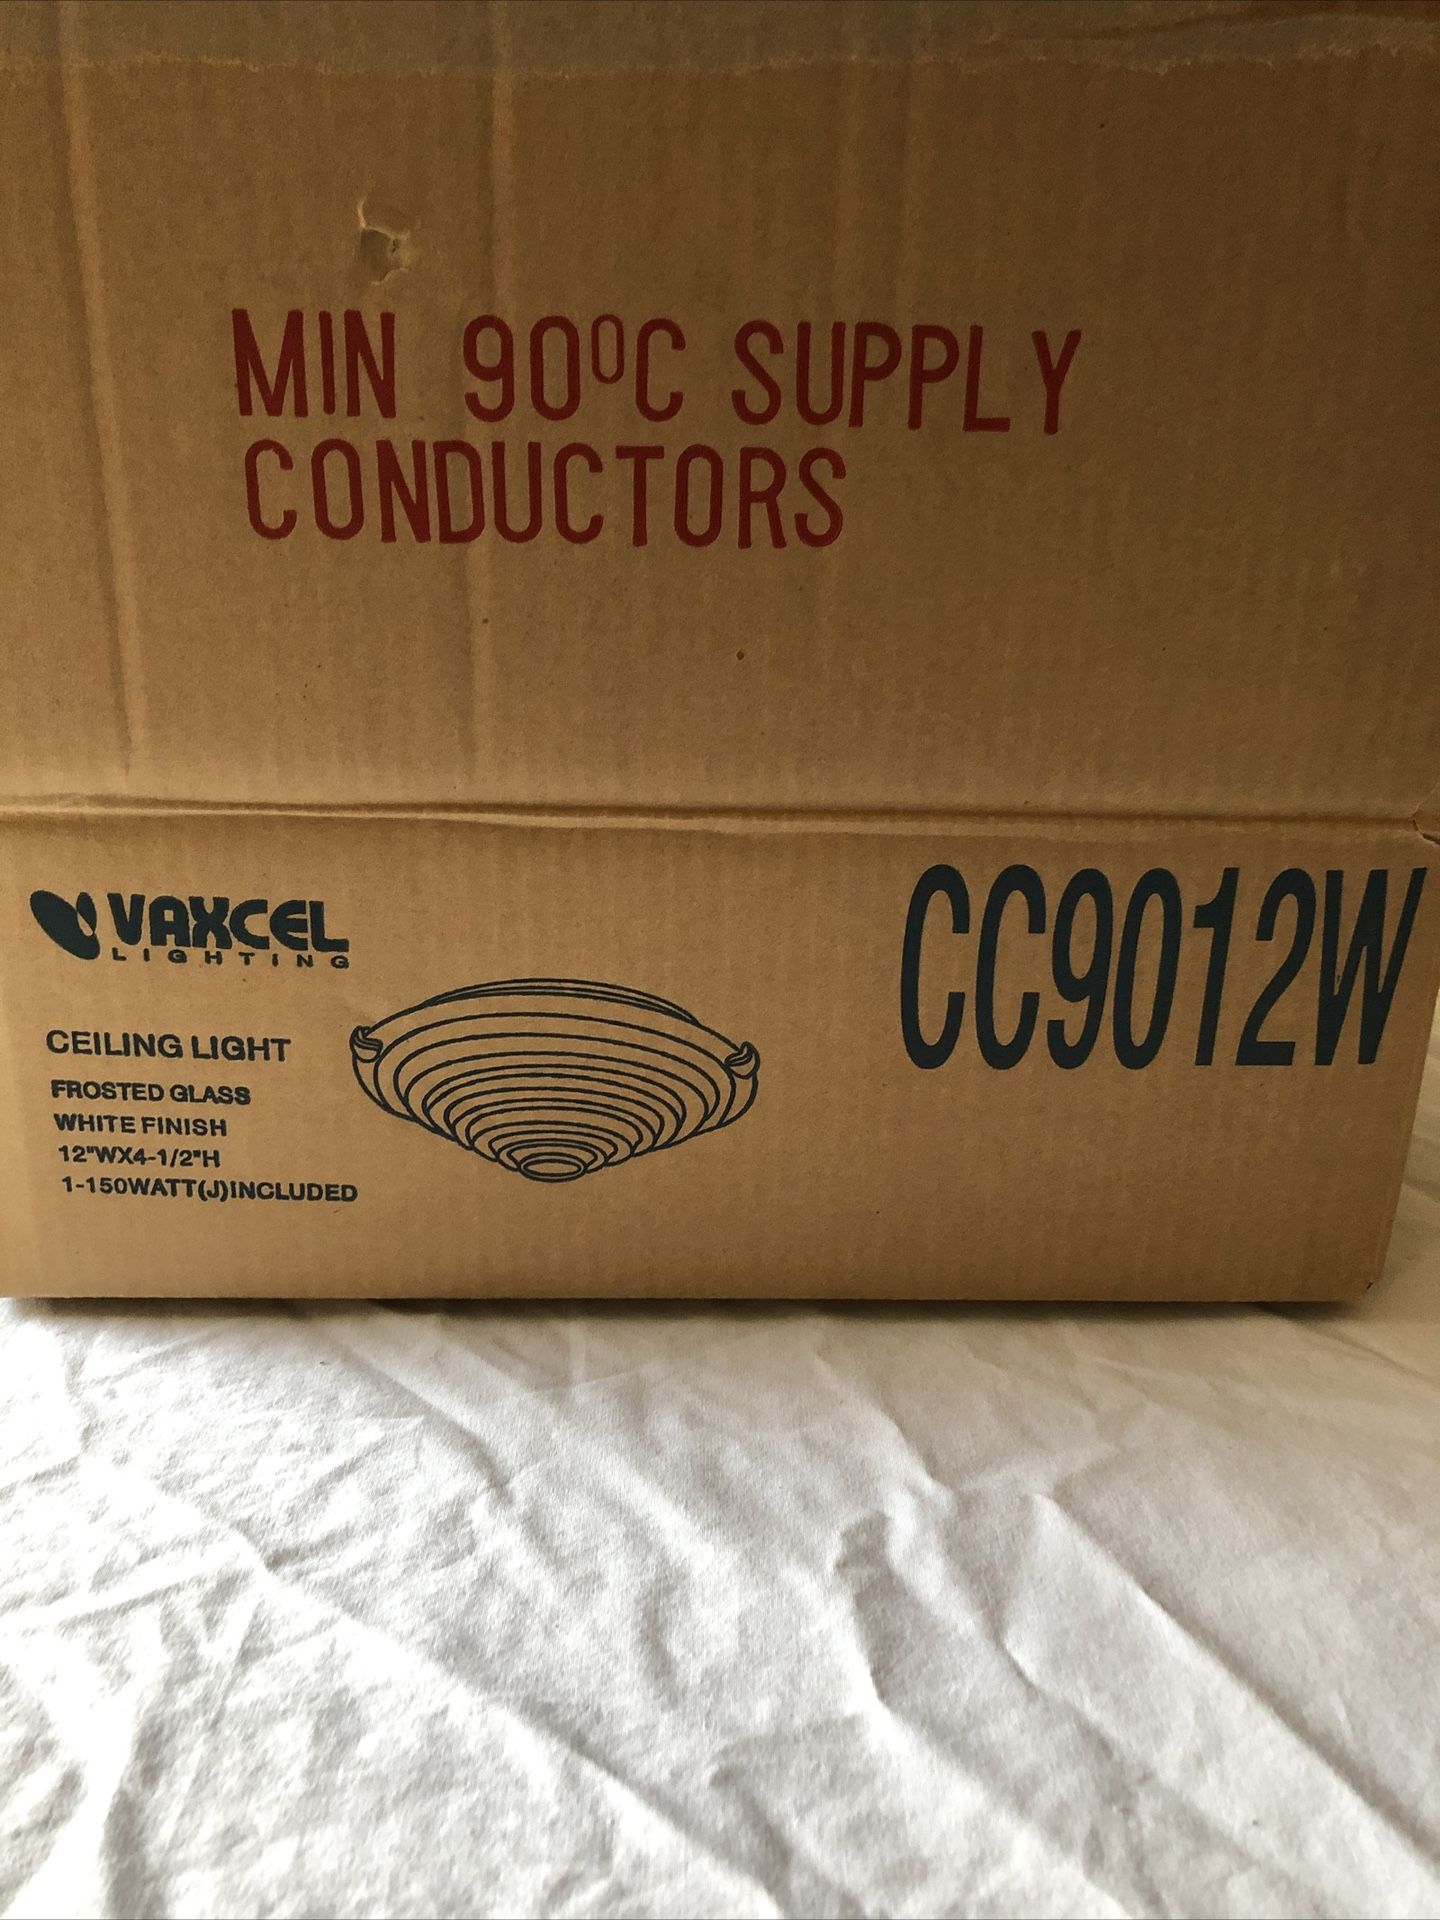 MIN 90⁰C SUPPLY
CONDUCTORS
VAXCEL
LIGHTING
CC9012W
CEILING LIGHT
FROSTED GLASS
WHITE FINISH
12"WX4-1/2"H
1-150WATT(J)INCLUDED